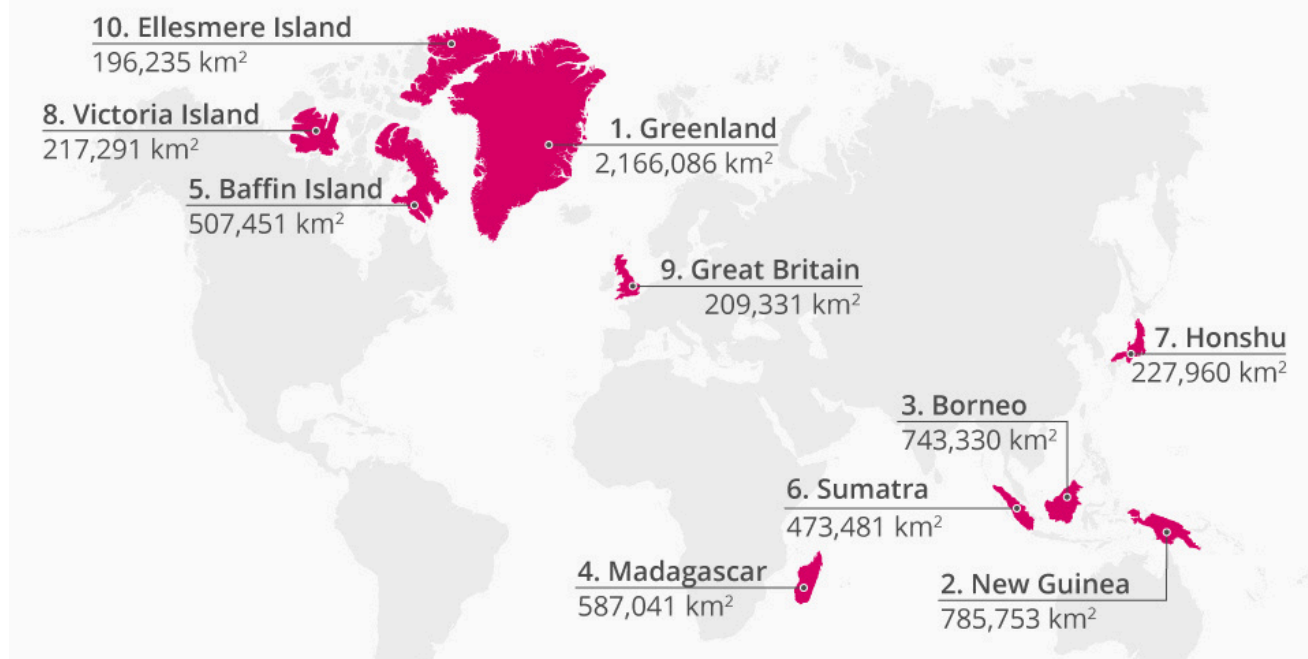 10. Ellesmere Island
196,235 km²
8. Victoria Island
217,291 km²
1. Greenland
2,166,086 km²
5. Baffin Island
507,451 km²
9. Great Britain
209,331 km²
7. Honshu
227,960 km²
3. Borneo
743,330 km²
6. Sumatra
473,481 km²
4. Madagascar
587,041 km²
2. New Guinea
785,753 km²